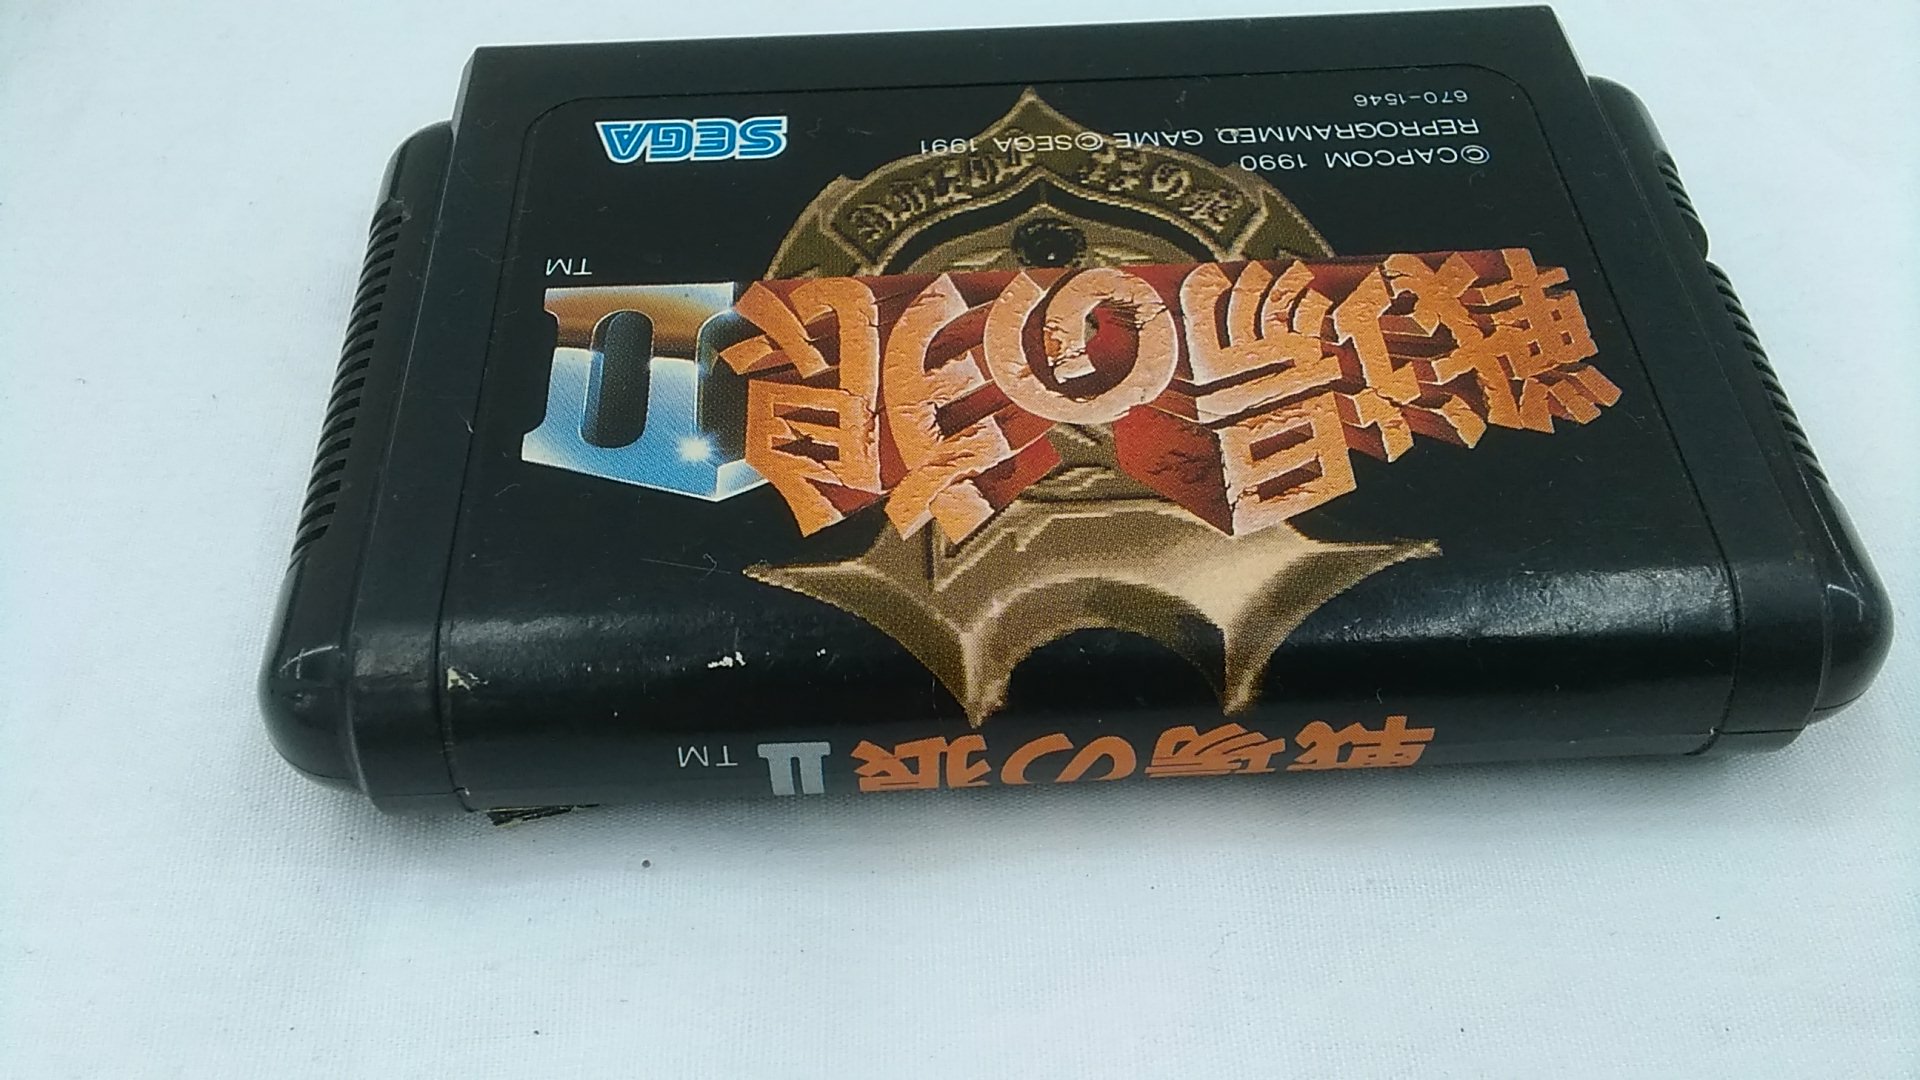 戦場の狼 II ™
戦場の狼 II
TM
©CAPCOM 1990
REPROGRAMMED GAME ©SEGA 1991
670-1546
SEGA